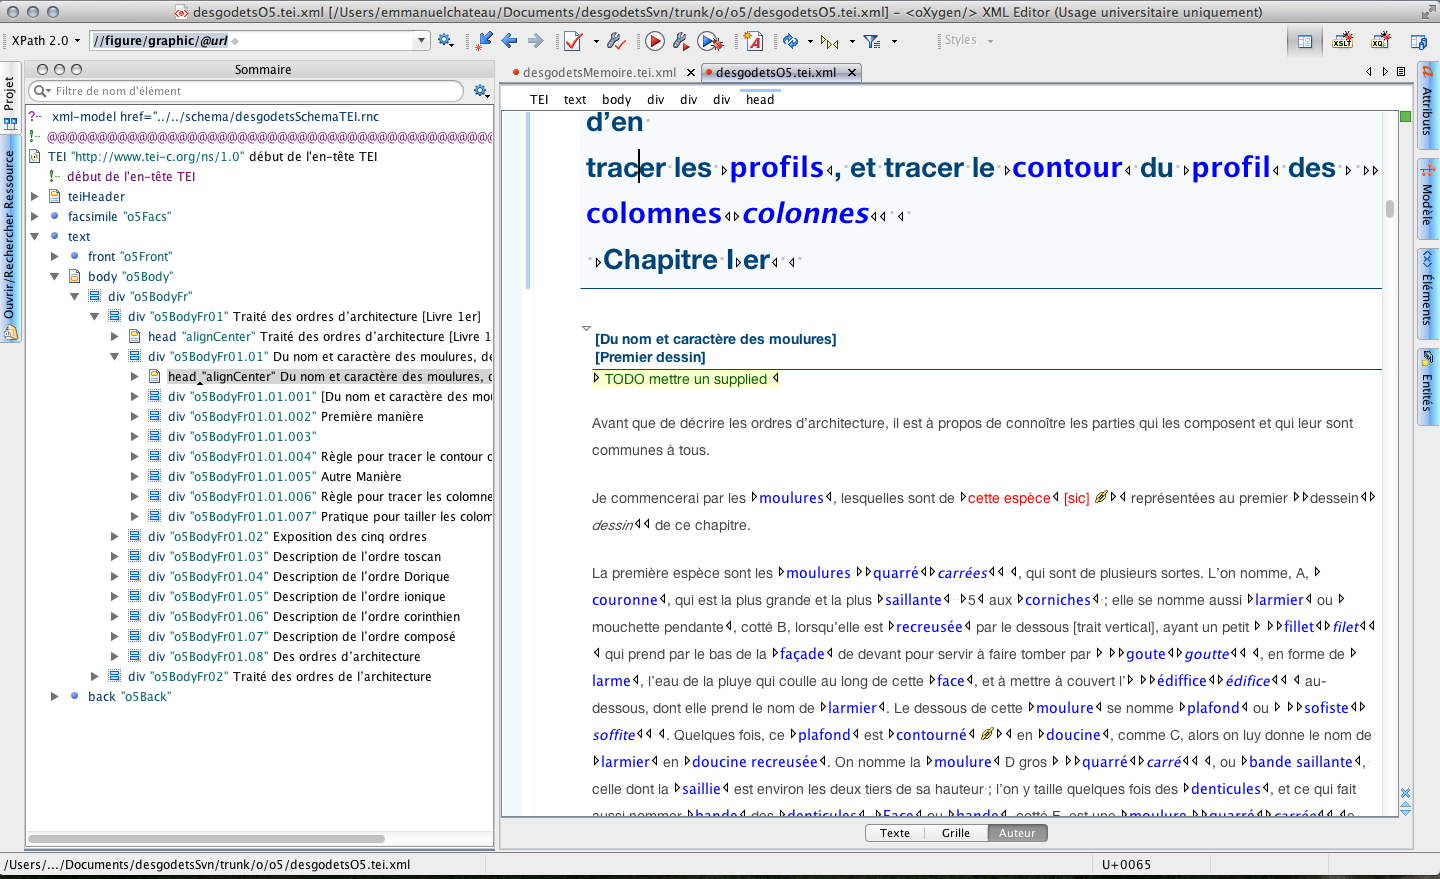 desgodetsO5.tei.xml [/Users/emmanuelchateau/Documents/desgodetsSvn/trunk/o/o5/desgodetsO5.tei.xml] - <oXygen/> XML Editor (Usage universitaire uniquement)
XPath 2.0 //figure/graphic/@url
Styles
XSLT XQ
Sommaire
Filtre de nom d'élément
Projet
Ouvrir/Rechercher Ressource
xml-model href="../../schema/desgodetsSchemaTEI.rnc
@@@@@@@@@@@@@@@@@@@@@@@@@@@@@@@@@@@@@@@@@@
TEI "http://www.tei-c.org/ns/1.0" début de l'en-tête TEI
début de l'en-tête TEI
teiHeader
facsimile "o5Facs"
text
front "o5Front"
body "o5Body"
div "o5BodyFr"
div "o5BodyFr01" Traité des ordres d'architecture [Livre 1er]
head "alignCenter" Traité des ordres d'architecture [Livre 1
div "o5BodyFr01.01" Du nom et caractère des moulures, de
head "alignCenter" Du nom et caractère des moulures, d
div "o5BodyFr01.01.001" [Du nom et caractère des mou
div "o5BodyFr01.01.002" Première manière
div "o5BodyFr01.01.003"
div "o5BodyFr01.01.004" Règle pour tracer le contour c
div "o5BodyFr01.01.005" Autre Manière
div "o5BodyFr01.01.006" Règle pour tracer les colomne
div "o5BodyFr01.01.007" Pratique pour tailler les colom
div "o5BodyFr01.02" Exposition des cinq ordres
div "o5BodyFr01.03" Description de l'ordre toscan
div "o5BodyFr01.04" Description de l'ordre Dorique
div "o5BodyFr01.05" Description de l'ordre ionique
div "o5BodyFr01.06" Description de l'ordre corinthien
div "o5BodyFr01.07" Description de l'ordre composé
div "o5BodyFr01.08" Des ordres d'architecture
div "o5BodyFr02" Traité des ordres de l'architecture
back "o5Back"
desgodetsMemoire.tei.xml desgodetsO5.tei.xml
TEI text body div div div head
d'en
tracer les profils, et tracer le contour du profil des
colomnes colonnes
Chapitre I er
[Du nom et caractère des moulures]
[Premier dessin]
TODO mettre un supplied
Avant que de décrire les ordres d'architecture, il est à propos de connoître les parties qui les composent et qui leur sont
communes à tous.
Je commencerai par les moulures, lesquelles sont de cette espèce [sic] représentées au premier dessein
dessin de ce chapitre.
La première espèce sont les moulures quarré carrées, qui sont de plusieurs sortes. L'on nomme, A,
couronne, qui est la plus grande et la plus saillante 5 aux corniches ; elle se nomme aussi larmier ou
mouchette pendante, cotté B, lorsqu'elle est recreusée par le dessous [trait vertical], ayant un petit fillet filet
qui prend par le bas de la façade de devant pour servir à faire tomber par goute goutte, en forme de
larme, l'eau de la pluye qui coulle au long de cette face, et à mettre à couvert l' édiffice édifice au-
dessous, dont elle prend le nom de larmier. Le dessous de cette moulure se nomme plafond ou sofiste
soffite. Quelques fois, ce plafond est contourné en doucine, comme C, alors on luy donne le nom de
larmier en doucine recreusée. On nomme la moulure D gros quarré carré, ou bande saillante,
celle dont la saillie est environ les deux tiers de sa hauteur ; l'on y taille quelques fois des denticules, et ce qui fait
aussi nommer bande des denticules. Face ou bande, cotté E, est une moulure quarré carrée
Texte Grille Auteur
Attributs
Modèle
Éléments
Entités
/Users/.../Documents/desgodetsSvn/trunk/o/o5/desgodetsO5.tei.xml U+0065